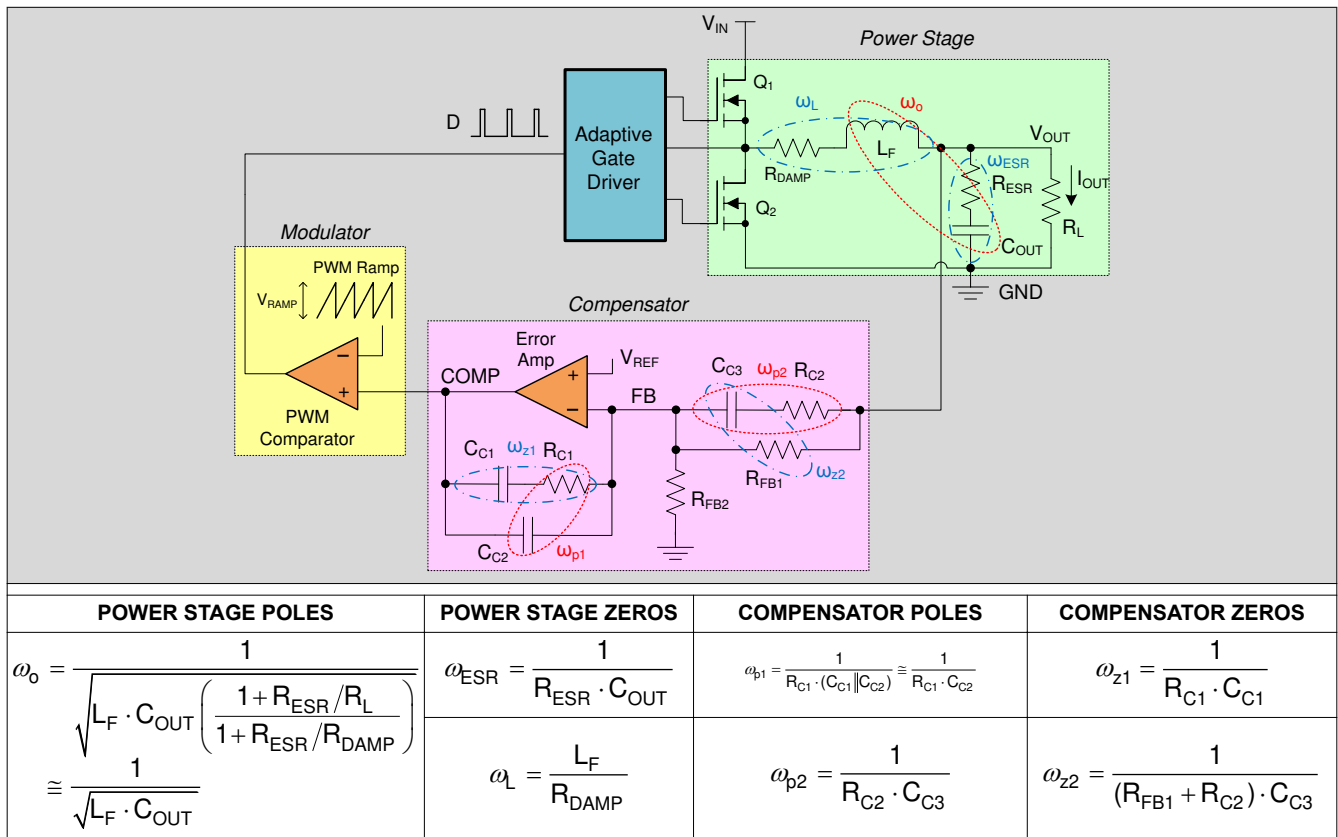 V_IN
Power Stage
Q₁
ω_L
ω_o
D
Adaptive
Gate
Driver
V_OUT
L_F
R_DAMP
ω_ESR
R_ESR
I_OUT
Q₂
R_L
C_OUT
GND
Modulator
PWM Ramp
V_RAMP
−
+
PWM
Comparator
Compensator
Error
Amp
V_REF
COMP
+
−
FB
C_C3
ω_p2
R_C2
C_C1
ω_z1
R_C1
R_FB1
ω_z2
R_FB2
C_C2
ω_p1
POWER STAGE POLES
POWER STAGE ZEROS
COMPENSATOR POLES
COMPENSATOR ZEROS
ω_o = 1 / √(L_F · C_OUT ((1 + R_ESR/R_L) / (1 + R_ESR/R_DAMP)))
≅ 1 / √(L_F · C_OUT)
ω_ESR = 1 / (R_ESR · C_OUT)
ω_p1 = 1 / (R_C1 · (C_C1‖C_C2)) ≅ 1 / (R_C1 · C_C2)
ω_z1 = 1 / (R_C1 · C_C1)
ω_L = L_F / R_DAMP
ω_p2 = 1 / (R_C2 · C_C3)
ω_z2 = 1 / ((R_FB1 + R_C2) · C_C3)